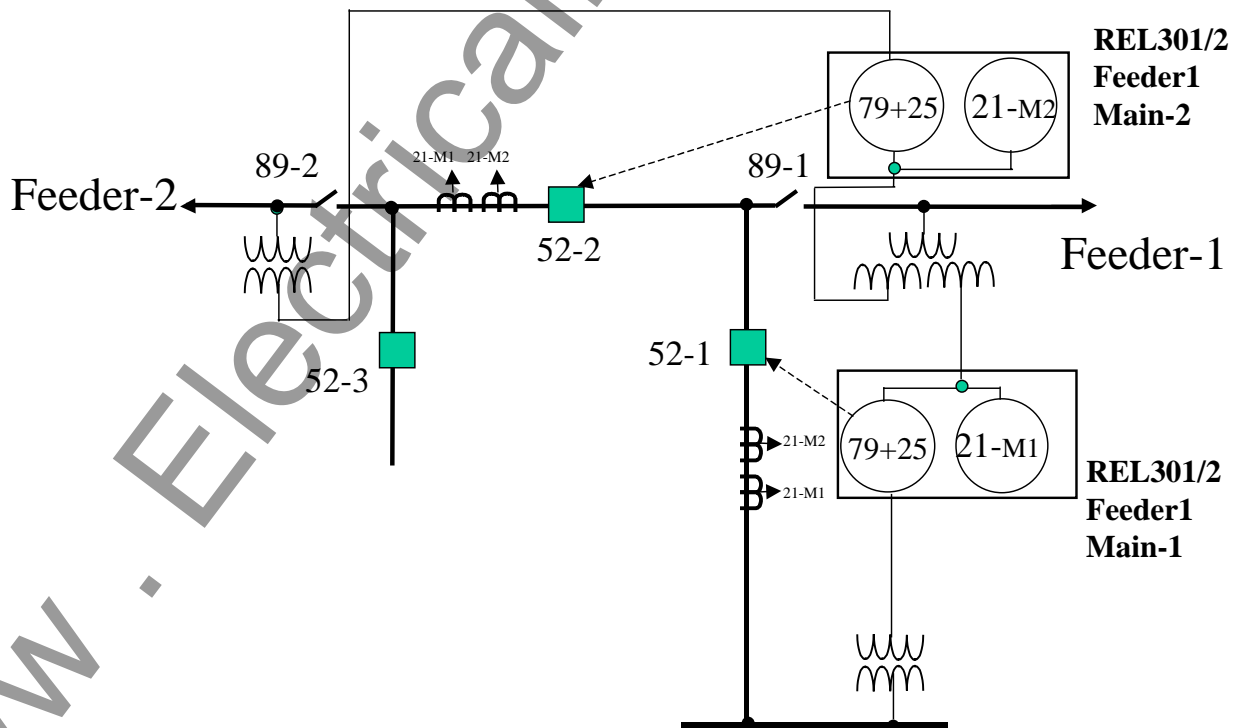 REL301/2
Feeder1
Main-2
79+25
21-M2
21-M1
21-M2
89-2
89-1
Feeder-2
52-2
Feeder-1
52-1
52-3
21-M2
79+25
21-M1
21-M1
REL301/2
Feeder1
Main-1
w . Electrical